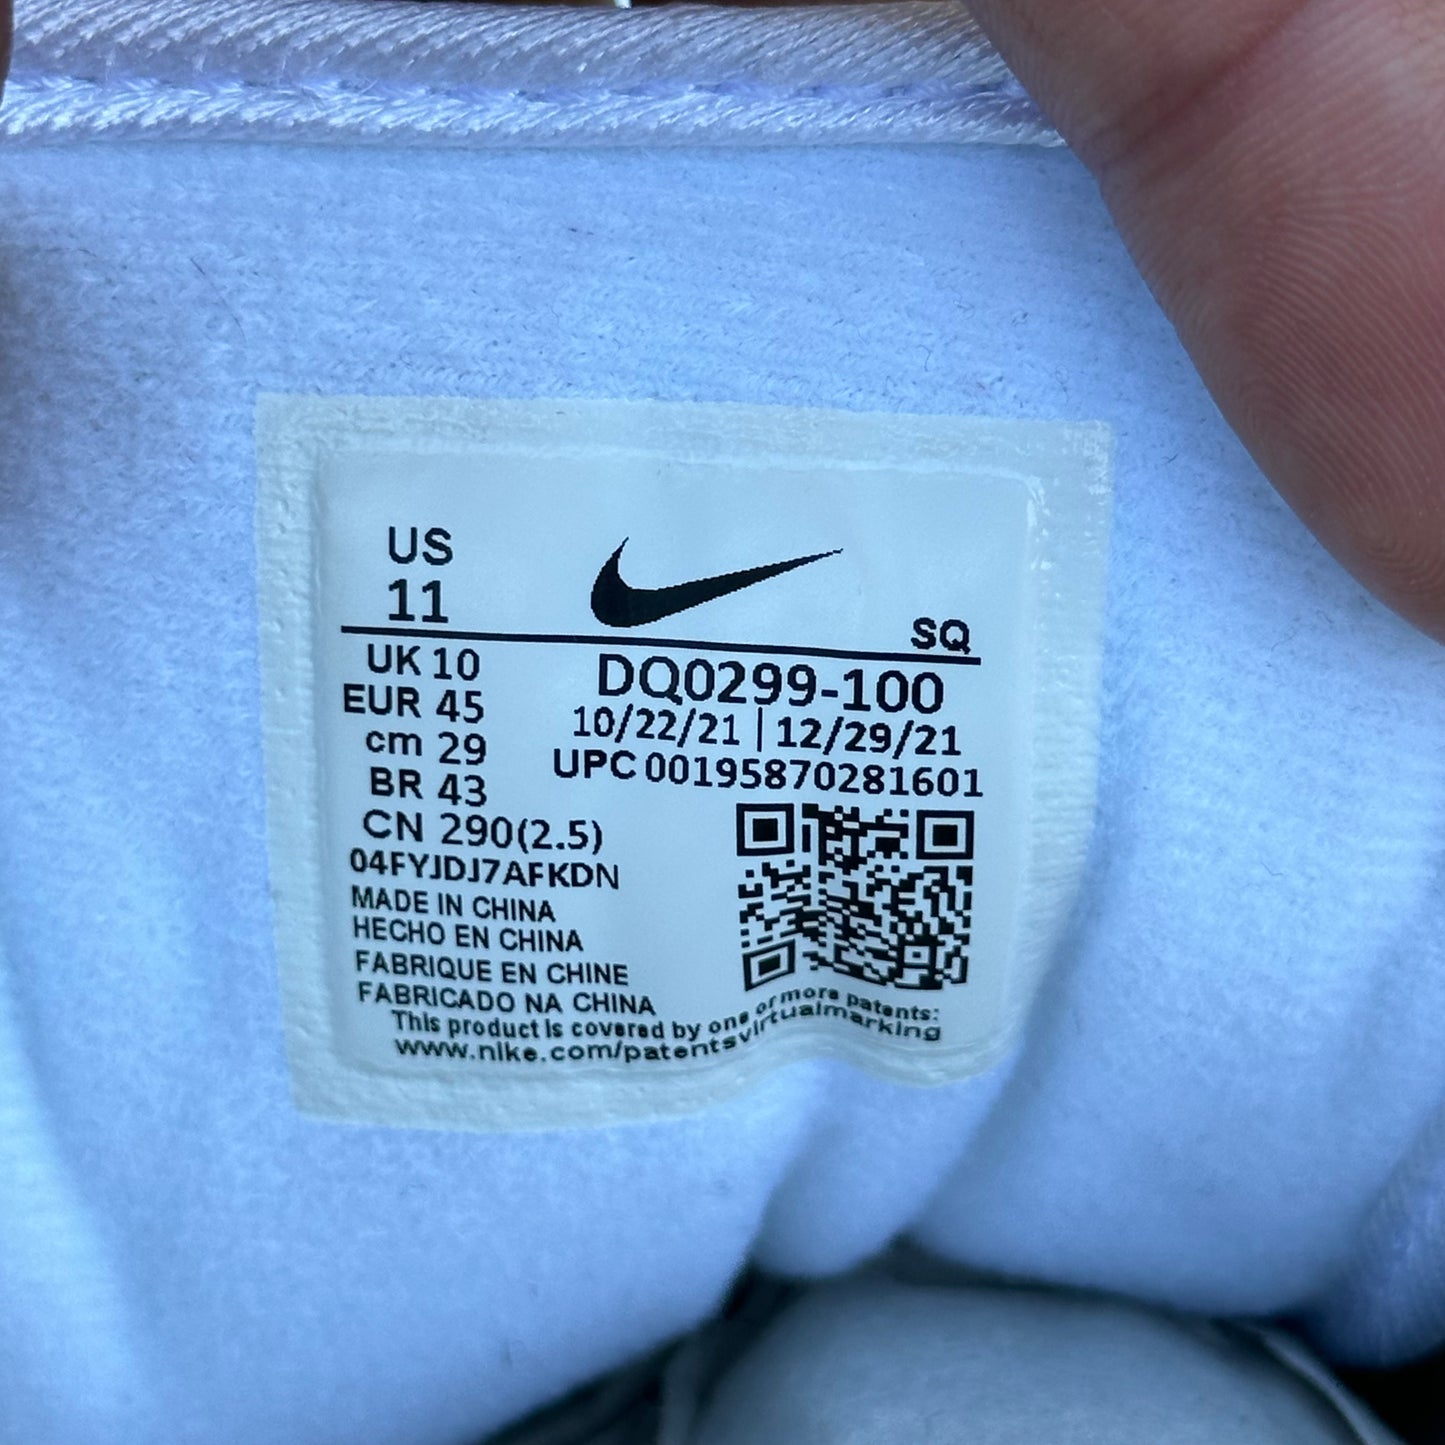 US
11
SQ
UK 10
EUR 45
cm 29
BR 43
CN 290(2.5)
DQ0299-100
10/22/21 | 12/29/21
UPC 00195870281601
04FYJDJ7AFKDN
MADE IN CHINA
HECHO EN CHINA
FABRIQUE EN CHINE
FABRICADO NA CHINA
This product is covered by one or more patents:
www.nike.com/patentsvirtualmarking